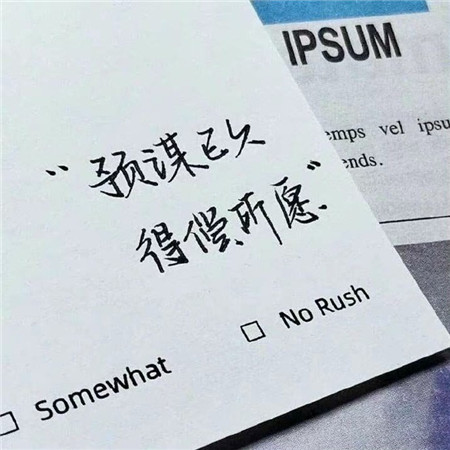 IPSUM
emps vel ipsu
ends.
“预谋已久
得偿所愿”
No Rush
Somewhat